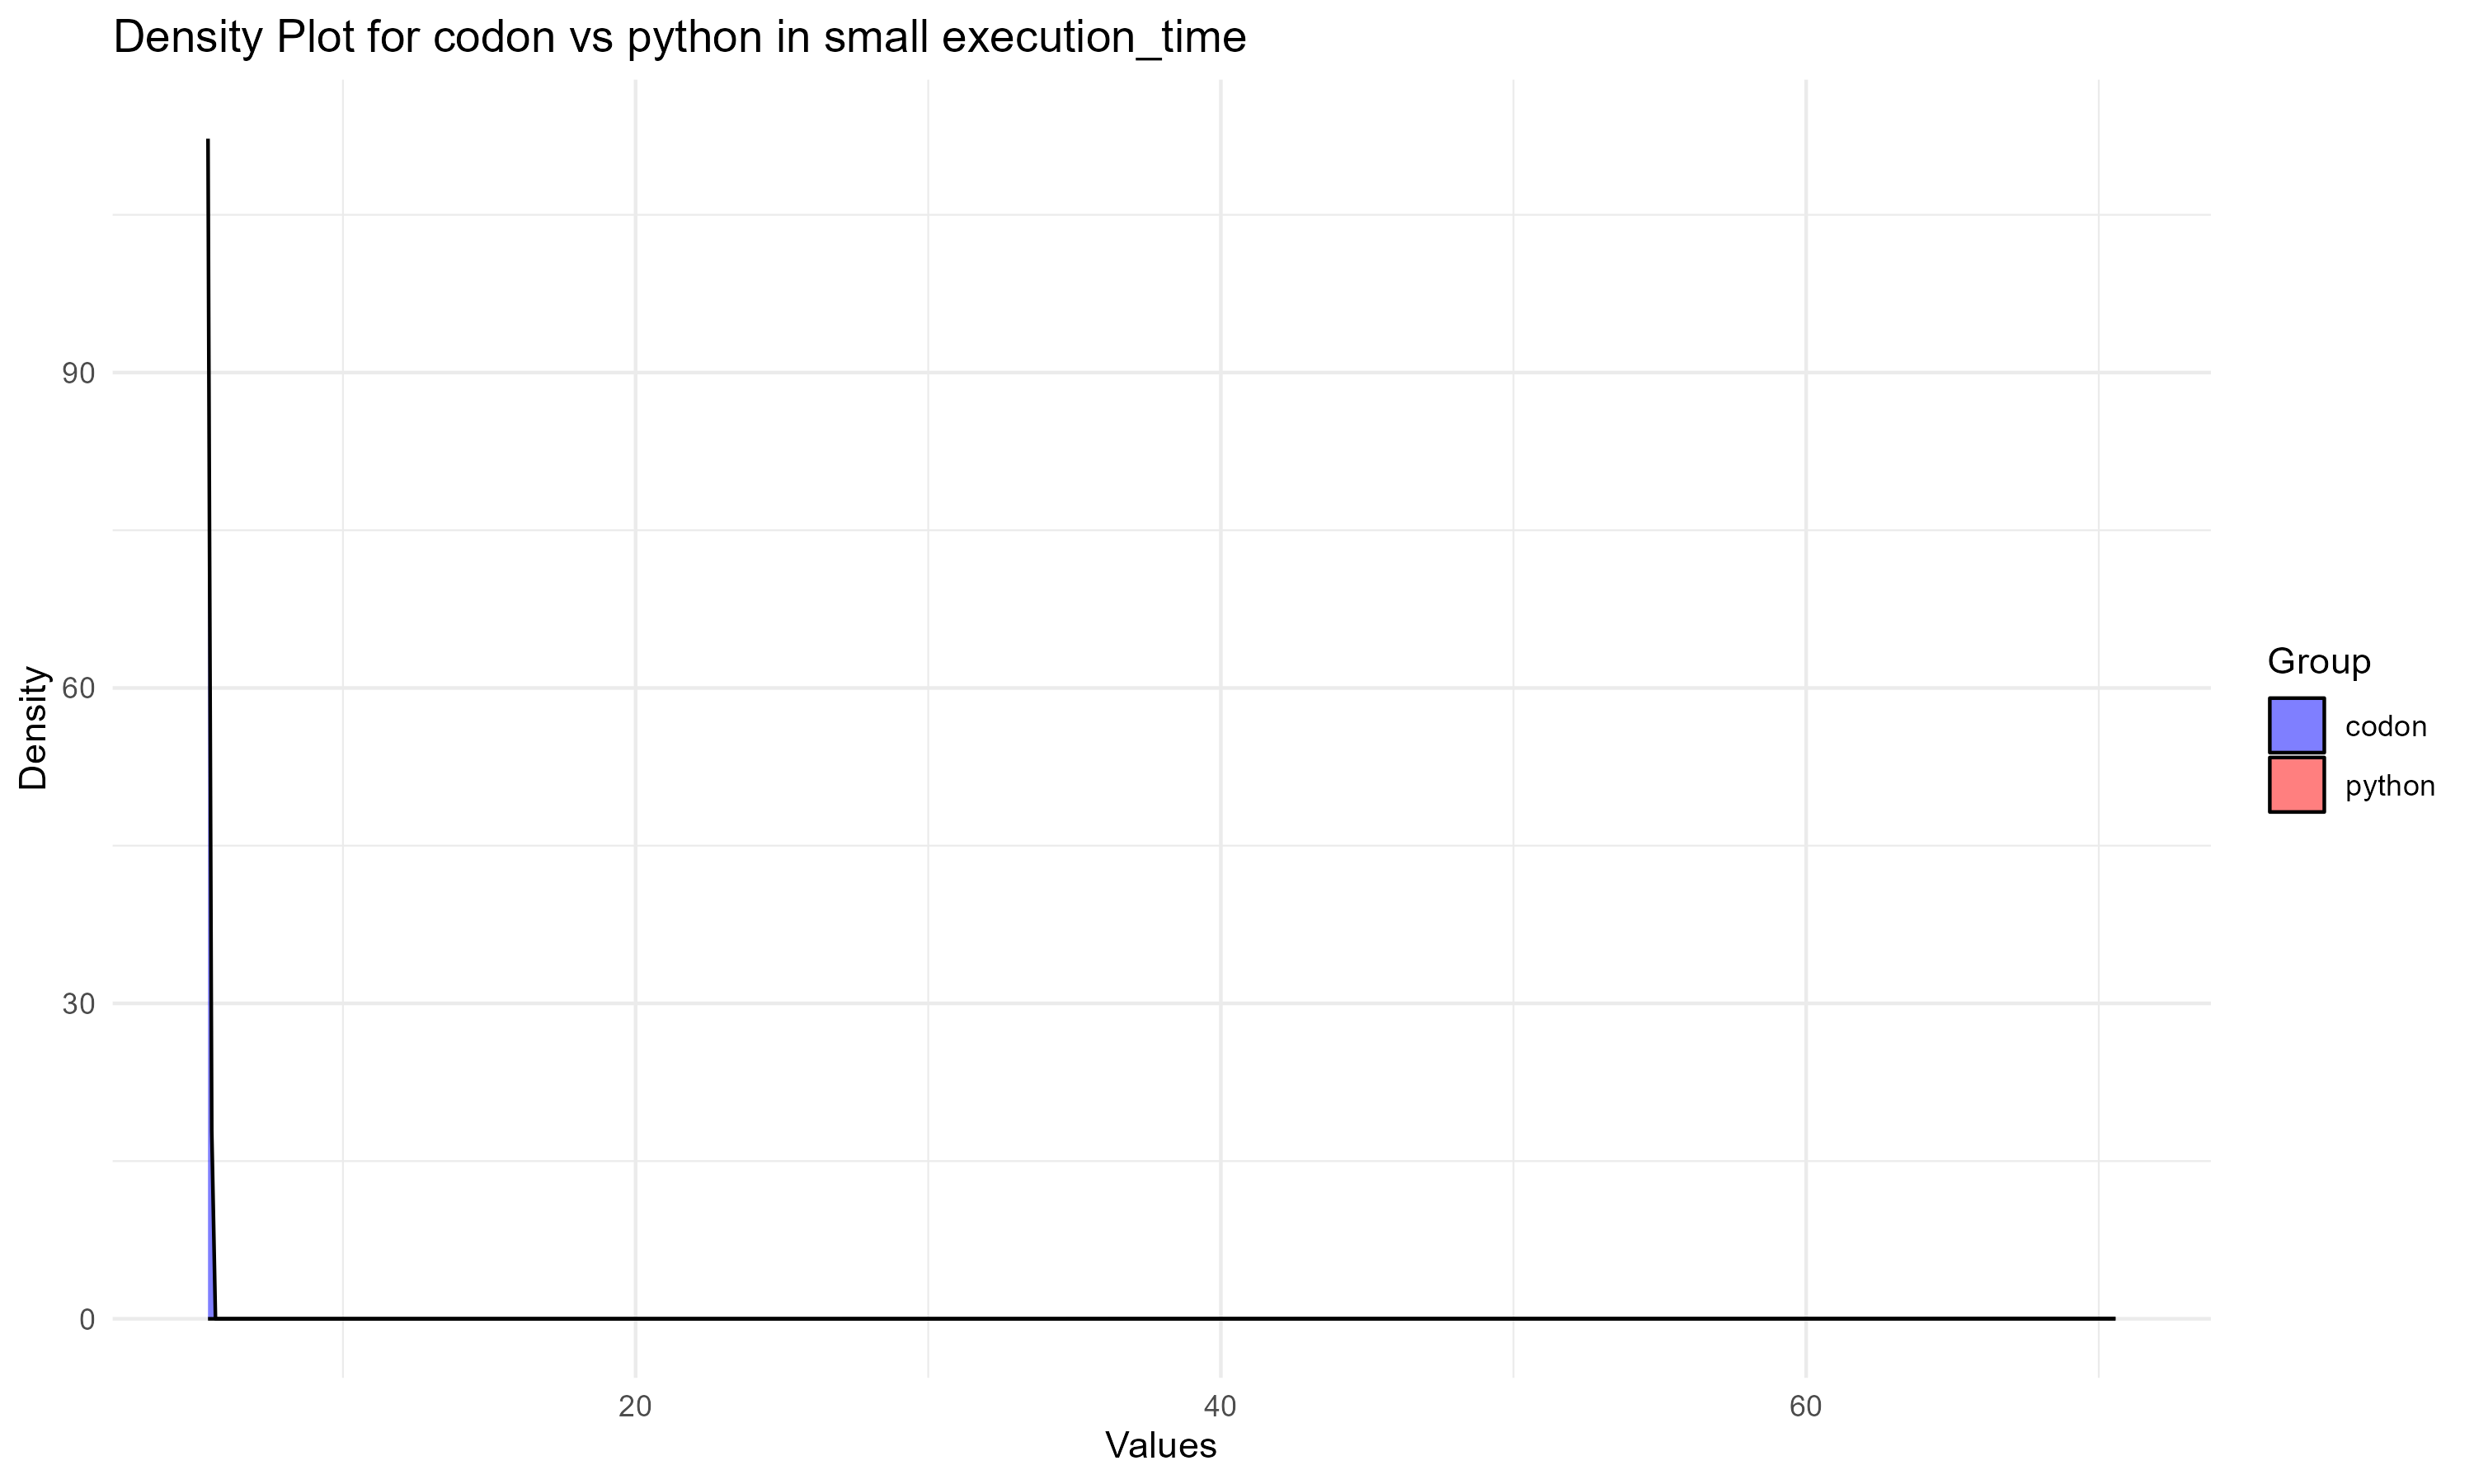 Density Plot for codon vs python in small execution_time
90
60
30
0
Density
20
40
60
Values
Group
codon
python